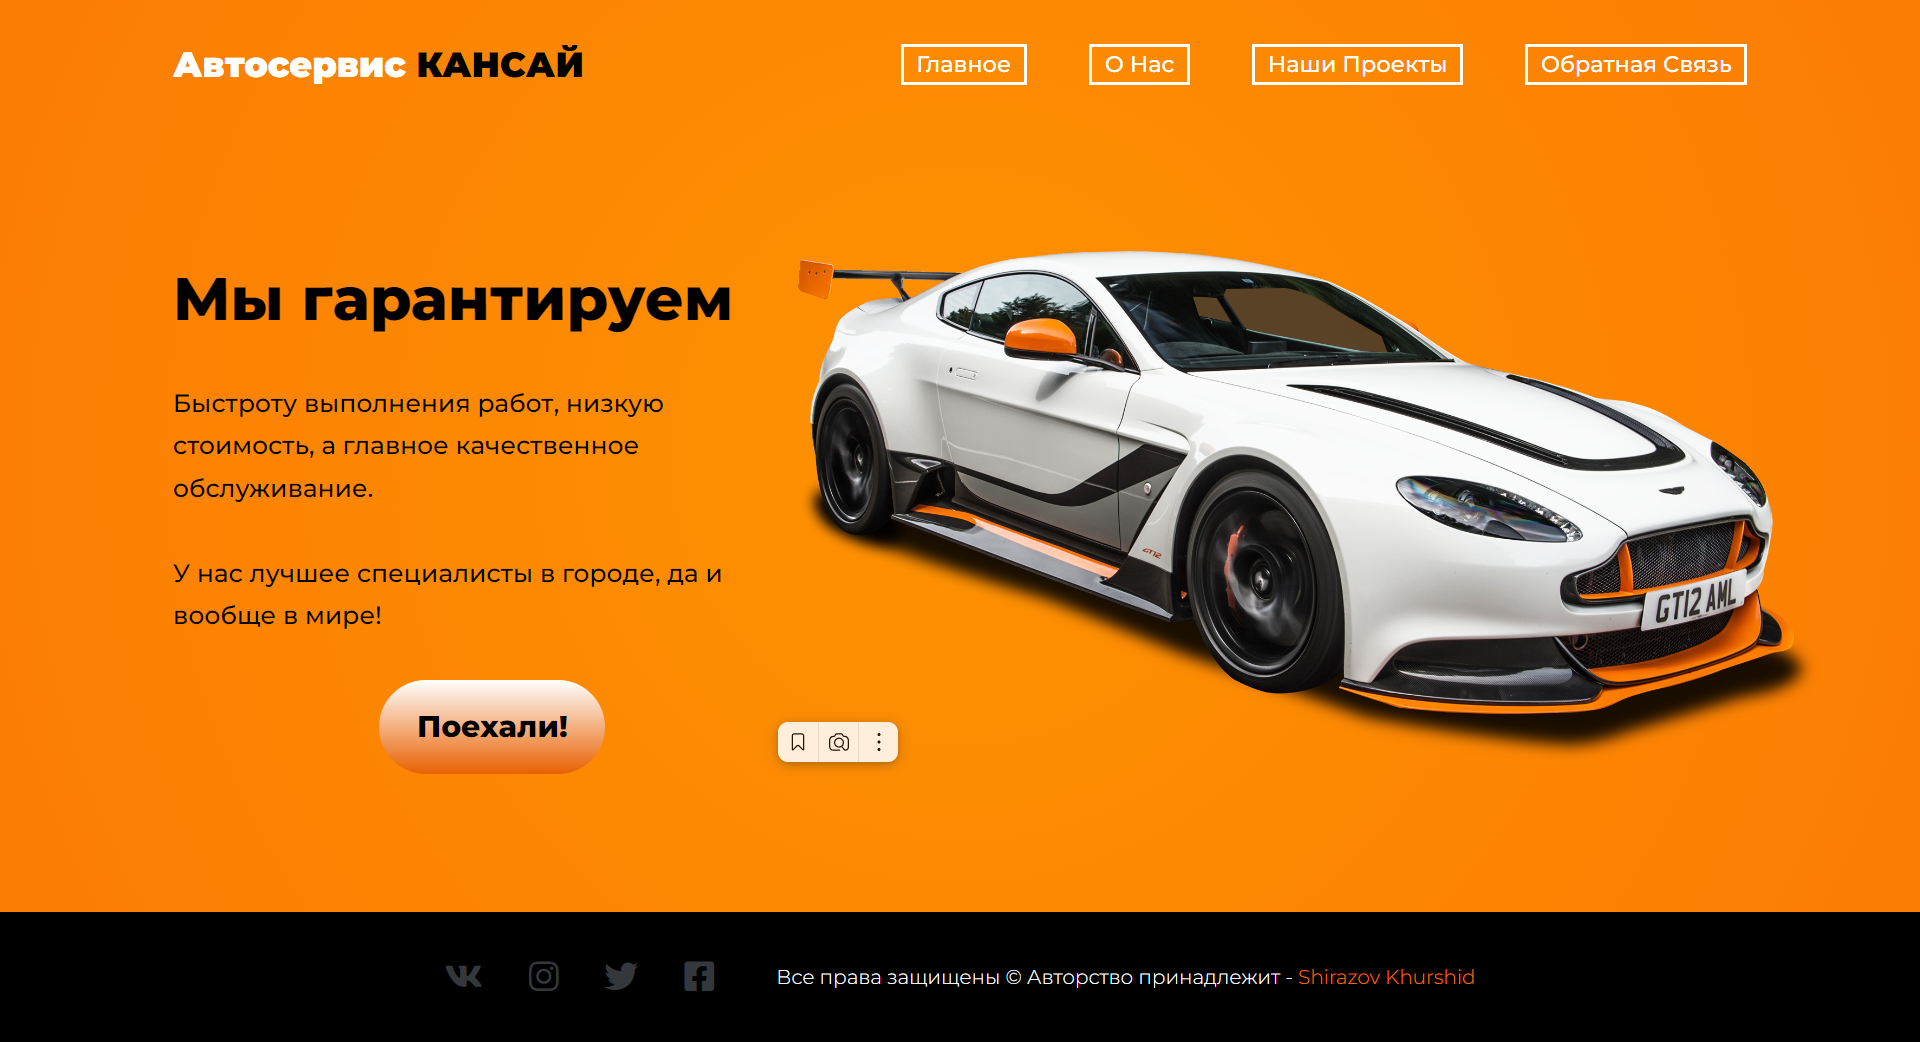 Автосервис КАНСАЙ
Главное
О Нас
Наши Проекты
Обратная Связь
Мы гарантируем
Быстроту выполнения работ, низкую
стоимость, а главное качественное
обслуживание.
У нас лучшее специалисты в городе, да и
вообще в мире!
Поехали!
GT12
GT12 AML
Все права защищены © Авторство принадлежит - Shirazov Khurshid